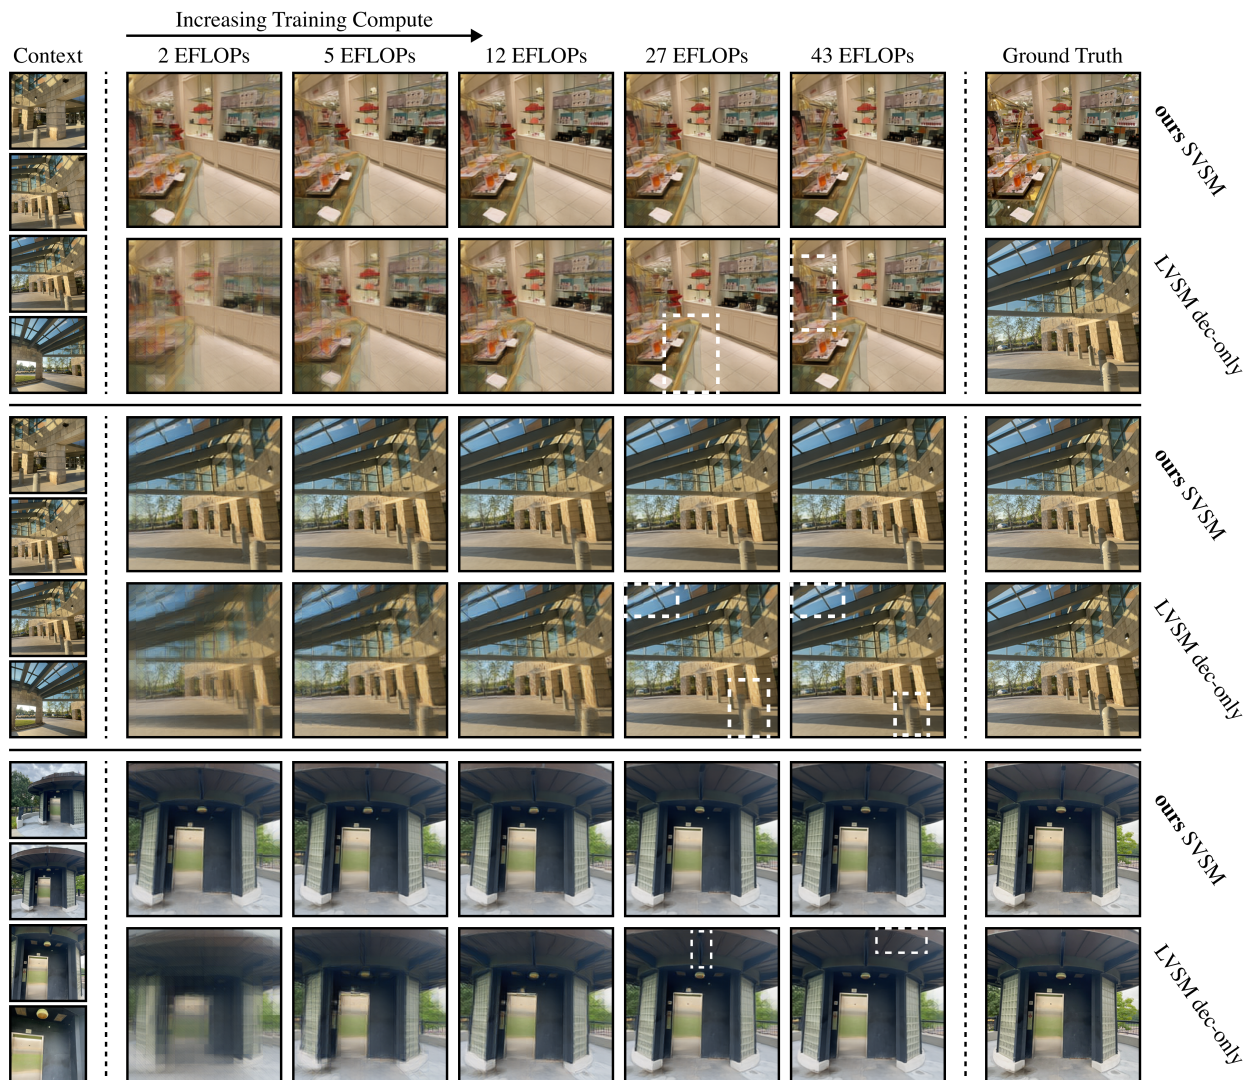 Increasing Training Compute
Context
2 EFLOPs
5 EFLOPs
12 EFLOPs
27 EFLOPs
43 EFLOPs
Ground Truth
ours SVSM
LVSM dec-only
ours SVSM
LVSM dec-only
ours SVSM
LVSM dec-only